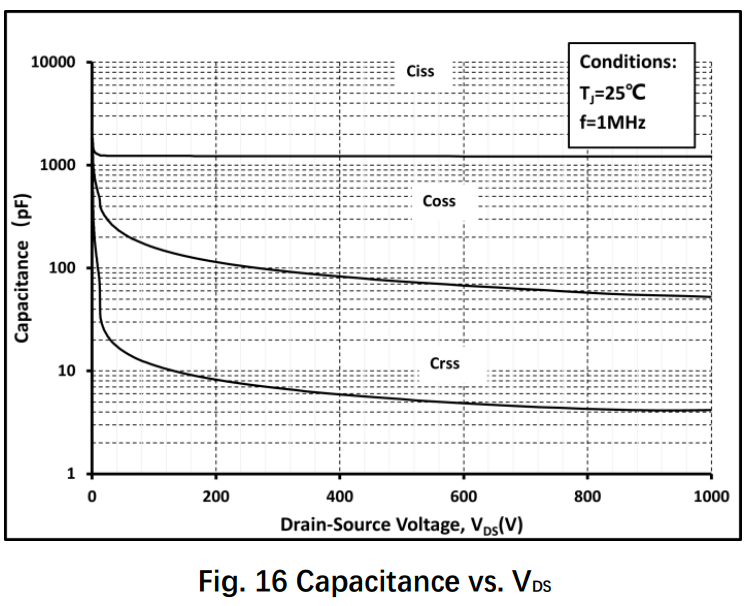 10000
1000
100
10
1
Capacitance (pF)
Ciss
Coss
Crss
Conditions:
TJ=25℃
f=1MHz
0 200 400 600 800 1000
Drain-Source Voltage, VDS(V)
Fig. 16 Capacitance vs. VDS